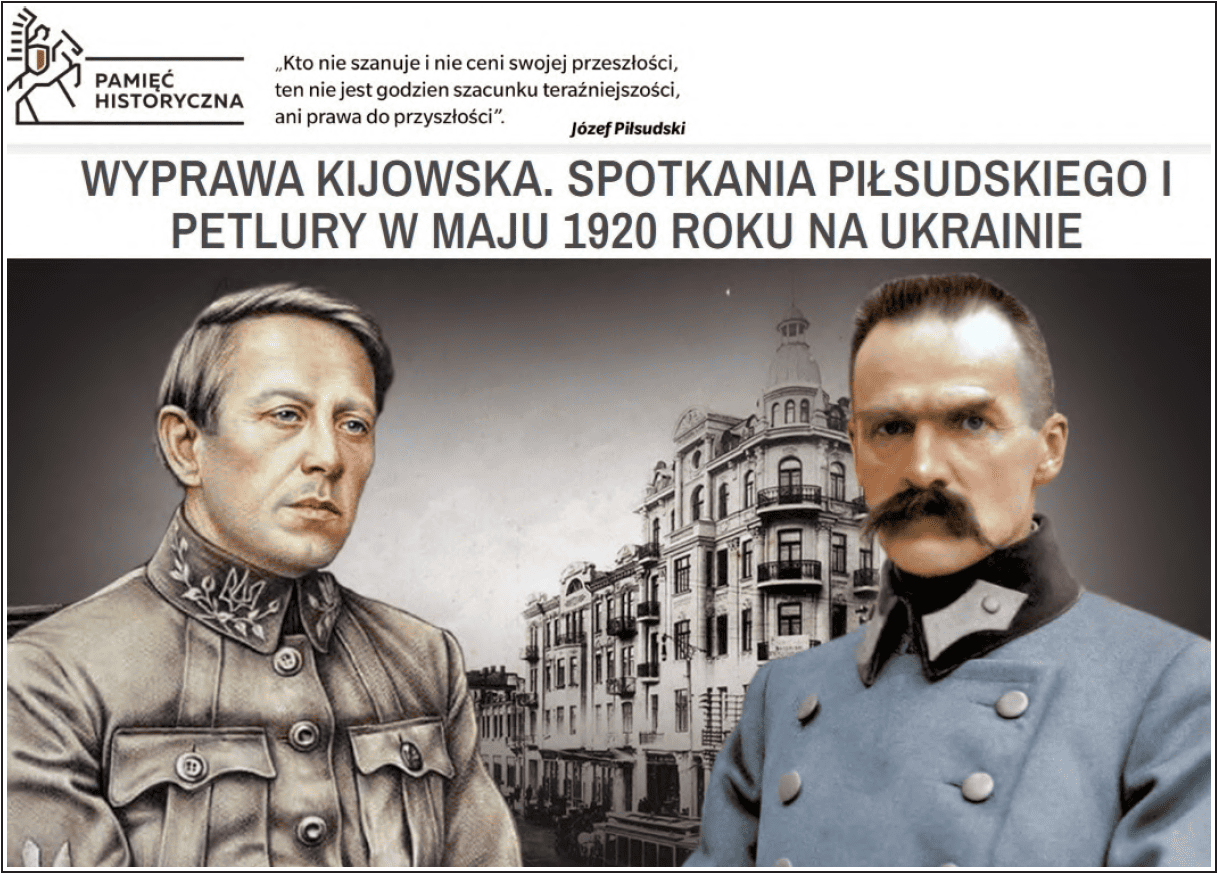 PAMIĘĆ
HISTORYCZNA
„Kto nie szanuje i nie ceni swojej przeszłości,
ten nie jest godzien szacunku teraźniejszości,
ani prawa do przyszłości”.
Józef Piłsudski
WYPRAWA KIJOWSKA. SPOTKANIA PIŁSUDSKIEGO I
PETLURY W MAJU 1920 ROKU NA UKRAINIE